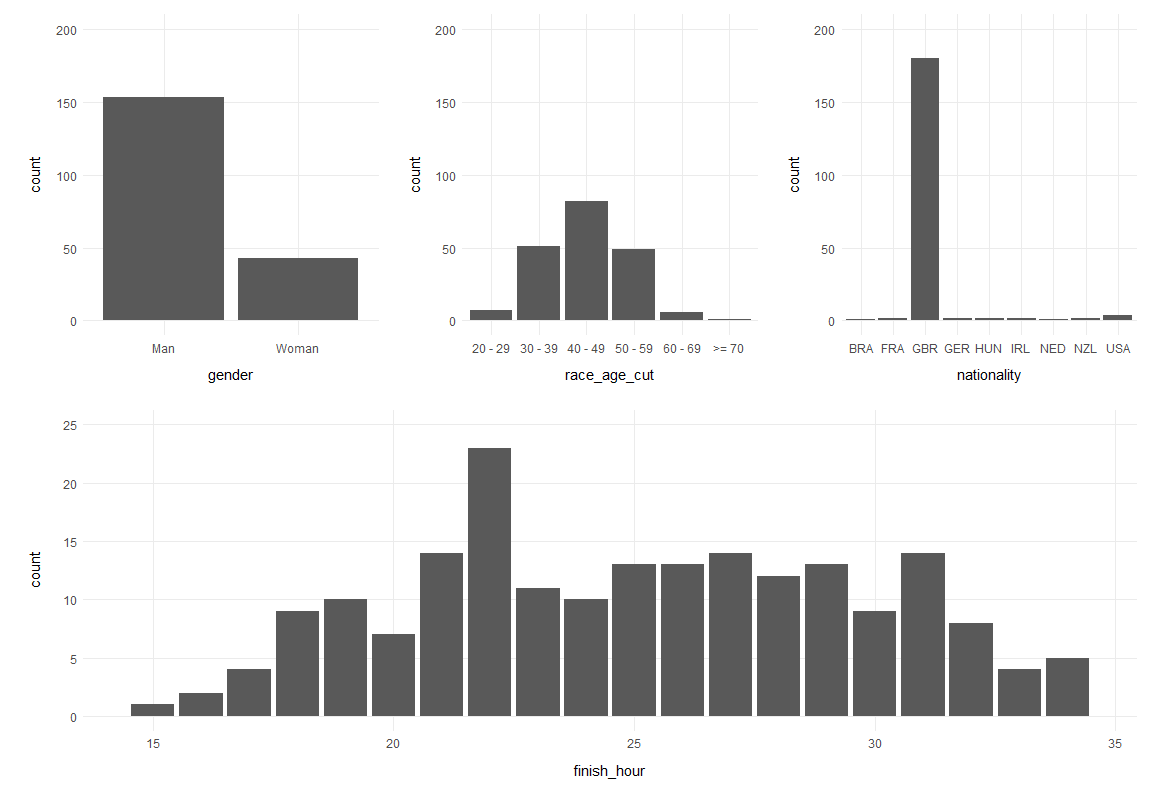 200
150
100
50
0
count
Man Woman
gender
200
150
100
50
0
count
20 - 29 30 - 39 40 - 49 50 - 59 60 - 69 >= 70
race_age_cut
200
150
100
50
0
count
BRA FRA GBR GER HUN IRL NED NZL USA
nationality
25
20
15
10
5
0
count
15 20 25 30 35
finish_hour